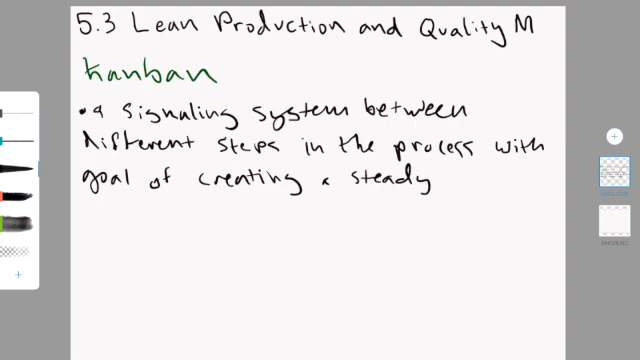 5.3 Lean Production and Quality M
Kanban
• a signaling system between
different steps in the process with
goal of creating a steady